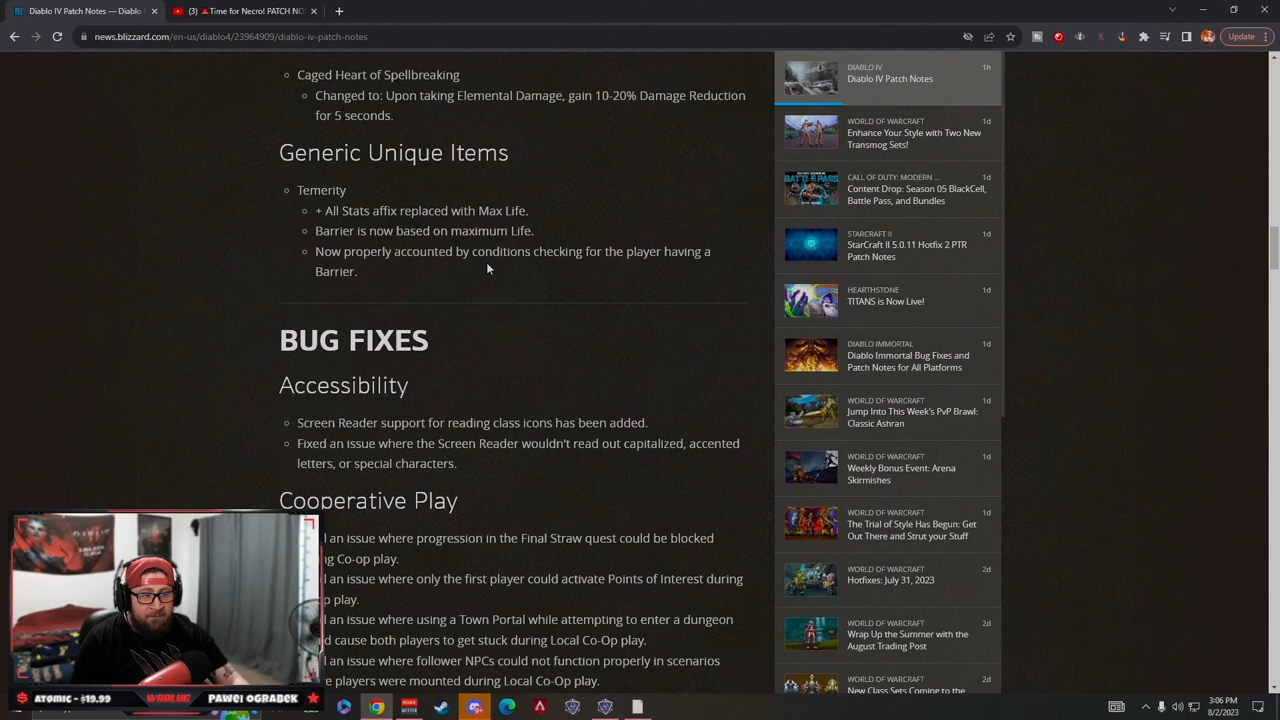 Diablo IV Patch Notes — Diablo
Time for Necro! PATCH NO
news.blizzard.com/en-us/diablo4/23964909/diablo-iv-patch-notes
Update
Caged Heart of Spellbreaking
Changed to: Upon taking Elemental Damage, gain 10-20% Damage Reduction
for 5 seconds.
Generic Unique Items
Temerity
+ All Stats affix replaced with Max Life.
Barrier is now based on maximum Life.
Now properly accounted by conditions checking for the player having a
Barrier.
BUG FIXES
Accessibility
Screen Reader support for reading class icons has been added.
Fixed an issue where the Screen Reader wouldn't read out capitalized, accented
letters, or special characters.
Cooperative Play
an issue where progression in the Final Straw quest could be blocked
Co-op play.
an issue where only the first player could activate Points of Interest during
play.
an issue where using a Town Portal while attempting to enter a dungeon
cause both players to get stuck during Local Co-Op play.
an issue where follower NPCs could not function properly in scenarios
players were mounted during Local Co-Op play.
DIABLO IV
1h
Diablo IV Patch Notes
WORLD OF WARCRAFT
1d
Enhance Your Style with Two New
Transmog Sets!
CALL OF DUTY: MODERN ...
1d
Content Drop: Season 05 BlackCell,
Battle Pass, and Bundles
STARCRAFT II
1d
StarCraft II 5.0.11 Hotfix 2 PTR
Patch Notes
HEARTHSTONE
1d
TITANS is Now Live!
DIABLO IMMORTAL
1d
Diablo Immortal Bug Fixes and
Patch Notes for All Platforms
WORLD OF WARCRAFT
1d
Jump Into This Week's PvP Brawl:
Classic Ashran
WORLD OF WARCRAFT
1d
Weekly Bonus Event: Arena
Skirmishes
WORLD OF WARCRAFT
1d
The Trial of Style Has Begun: Get
Out There and Strut your Stuff
WORLD OF WARCRAFT
2d
Hotfixes: July 31, 2023
WORLD OF WARCRAFT
2d
Wrap Up the Summer with the
August Trading Post
WORLD OF WARCRAFT
2d
New Class Sets Coming to the
ATOMIC - $19.99
WARLUG
PAWEł OGRABEK
3:06 PM
8/2/2023